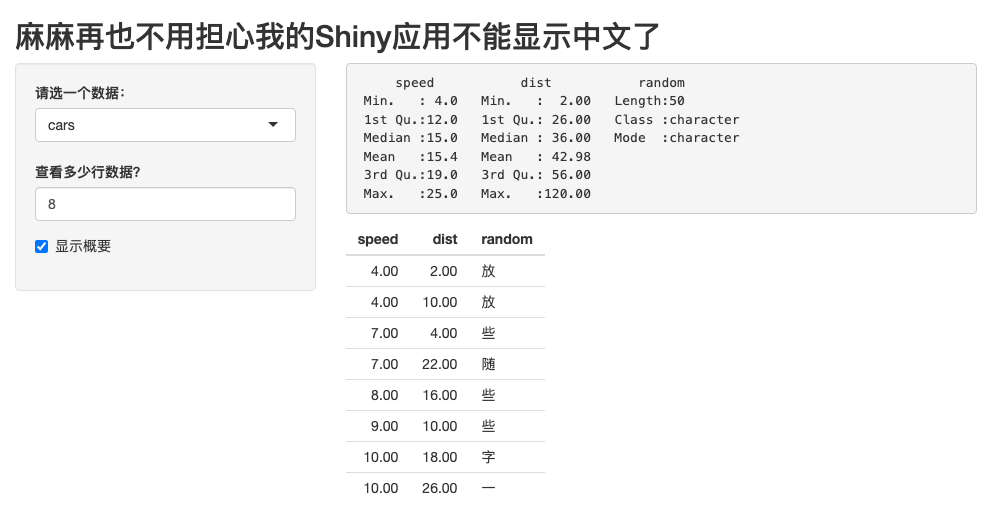 麻麻再也不用担心我的Shiny应用不能显示中文了
请选一个数据:
cars
查看多少行数据?
8
显示概要
speed dist random
Min. : 4.0 Min. : 2.00 Length:50
1st Qu.:12.0 1st Qu.: 26.00 Class :character
Median :15.0 Median : 36.00 Mode :character
Mean :15.4 Mean : 42.98
3rd Qu.:19.0 3rd Qu.: 56.00
Max. :25.0 Max. :120.00
speed dist random
4.00 2.00 放
4.00 10.00 放
7.00 4.00 些
7.00 22.00 随
8.00 16.00 些
9.00 10.00 些
10.00 18.00 字
10.00 26.00 一